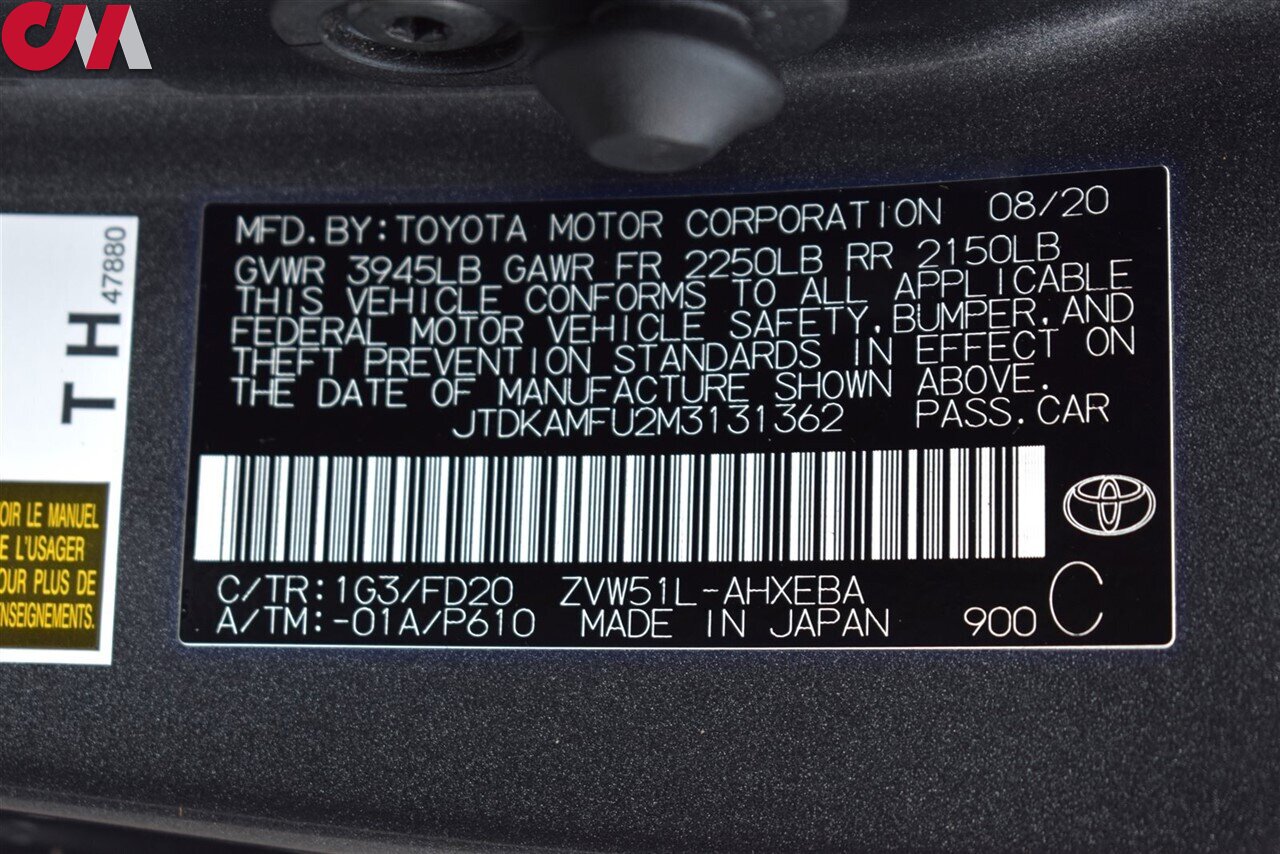 CM
MFD.BY:TOYOTA MOTOR CORPORATION 08/20
GVWR 3945LB GAWR FR 2250LB RR 2150LB
THIS VEHICLE CONFORMS TO ALL APPLICABLE
FEDERAL MOTOR VEHICLE SAFETY,BUMPER,AND
THEFT PREVENTION STANDARDS IN EFFECT ON
THE DATE OF MANUFACTURE SHOWN ABOVE.
JTDKAMFU2M3131362 PASS.CAR
C/TR:1G3/FD20 ZVW51L-AHXEBA
A/TM:-01A/P610 MADE IN JAPAN 900 C
TH 47880
LE MANUEL
L'USAGER
PLUS DE